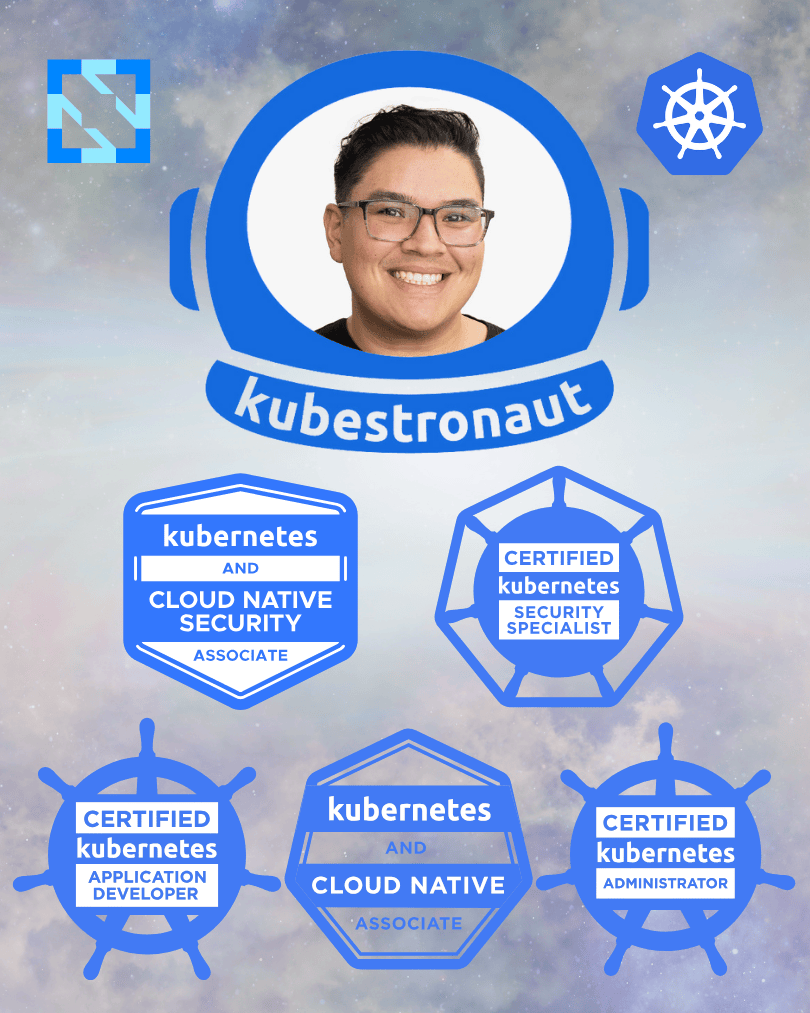 kubestronaut
kubernetes
AND
CLOUD NATIVE
SECURITY
ASSOCIATE
CERTIFIED
kubernetes
SECURITY
SPECIALIST
CERTIFIED
kubernetes
APPLICATION
DEVELOPER
kubernetes
AND
CLOUD NATIVE
ASSOCIATE
CERTIFIED
kubernetes
ADMINISTRATOR